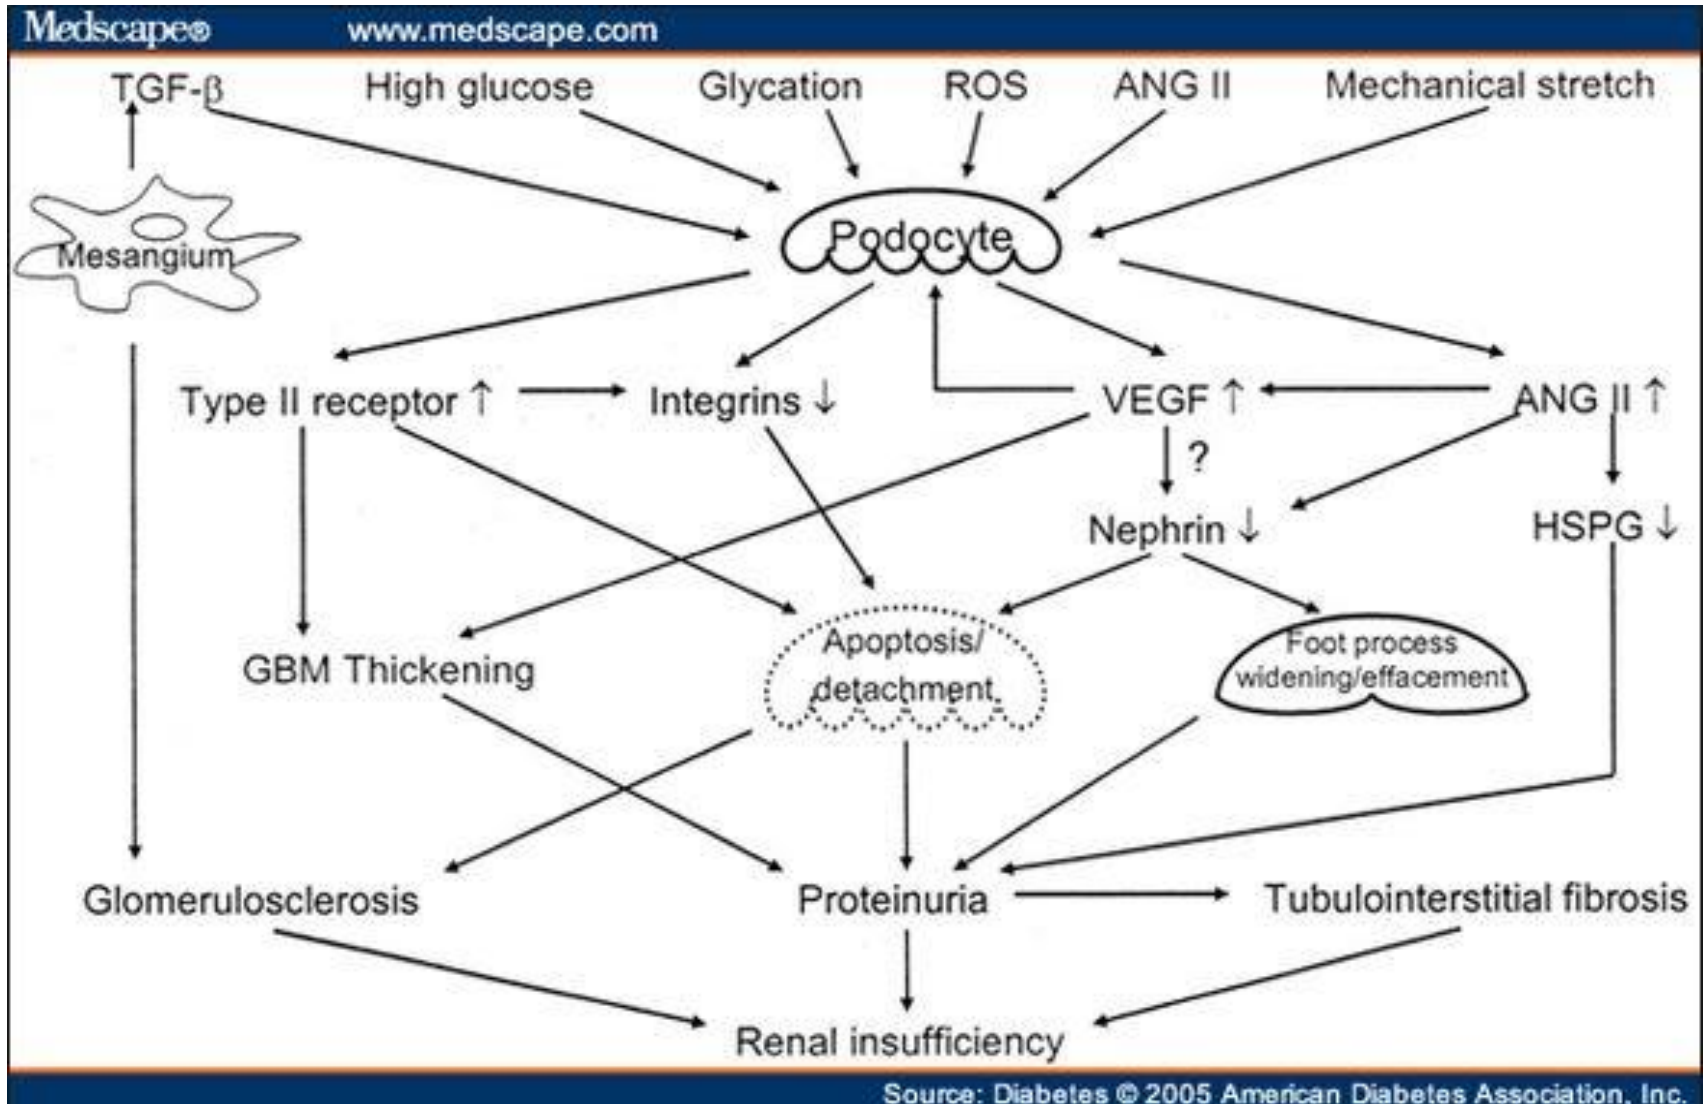 Medscape® www.medscape.com
TGF-β High glucose Glycation ROS ANG II Mechanical stretch
Podocyte
Mesangium
Type II receptor ↑ Integrins ↓ VEGF ↑ ANG II ↑
?
Nephrin ↓ HSPG ↓
Apoptosis/
detachment
Foot process
widening/effacement
GBM Thickening
Glomerulosclerosis Proteinuria Tubulointerstitial fibrosis
Renal insufficiency
Source: Diabetes © 2005 American Diabetes Association, Inc.